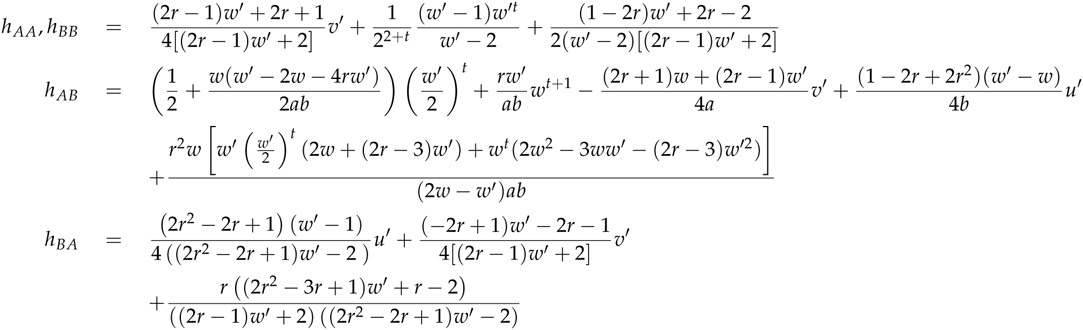 $h_{AA}, h_{BB} = \frac{(2r-1)w'+2r+1}{4[(2r-1)w'+2]}v' + \frac{1}{2^{2+t}}\frac{(w'-1)w'^t}{w'-2} + \frac{(1-2r)w'+2r-2}{2(w'-2)[(2r-1)w'+2]}$
$h_{AB} = \left(\frac{1}{2}+\frac{w(w'-2w-4rw')}{2ab}\right)\left(\frac{w'}{2}\right)^t + \frac{rw'}{ab}w^{t+1} - \frac{(2r+1)w+(2r-1)w'}{4a}v' + \frac{(1-2r+2r^2)(w'-w)}{4b}u'$
$+\frac{r^2w\left[w'\left(\frac{w'}{2}\right)^t(2w+(2r-3)w')+w^t(2w^2-3ww'-(2r-3)w'^2)\right]}{(2w-w')ab}$
$h_{BA} = \frac{(2r^2-2r+1)(w'-1)}{4((2r^2-2r+1)w'-2)}u' + \frac{(-2r+1)w'-2r-1}{4[(2r-1)w'+2]}v'$
$+\frac{r((2r^2-3r+1)w'+r-2)}{((2r-1)w'+2)((2r^2-2r+1)w'-2)}$